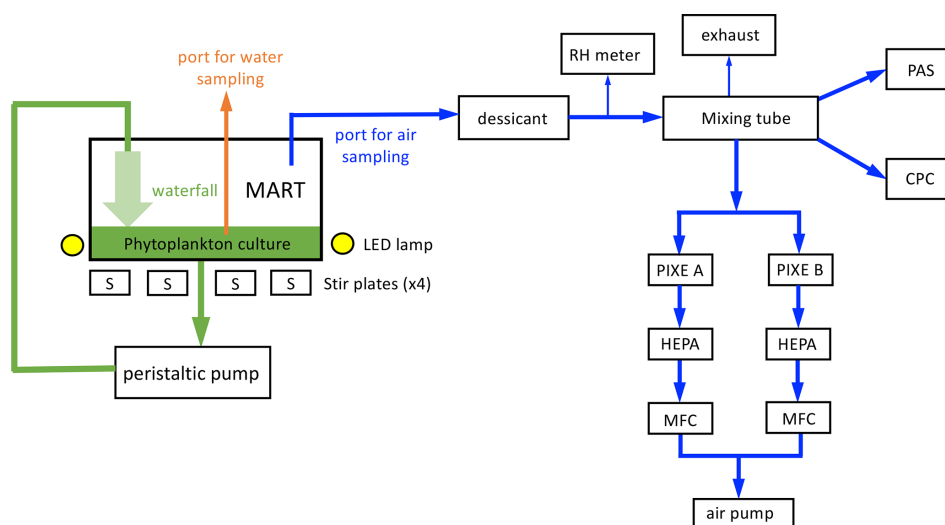 exhaust
port for water
sampling
RH meter
PAS
dessicant
Mixing tube
port for air
sampling
waterfall
MART
CPC
Phytoplankton culture
LED lamp
S
S
S
S
Stir plates (x4)
PIXE A
PIXE B
HEPA
HEPA
peristaltic pump
MFC
MFC
air pump